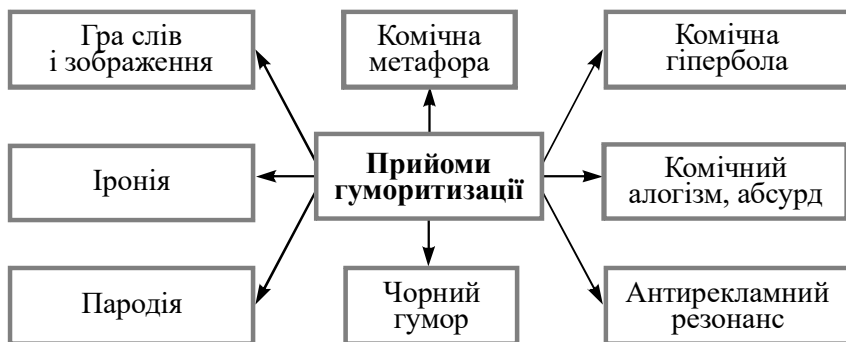 Гра слів
і зображення
Комічна
метафора
Комічна
гіпербола
Іронія
Прийоми
гуморитизації
Комічний
алогізм, абсурд
Пародія
Чорний
гумор
Антирекламний
резонанс